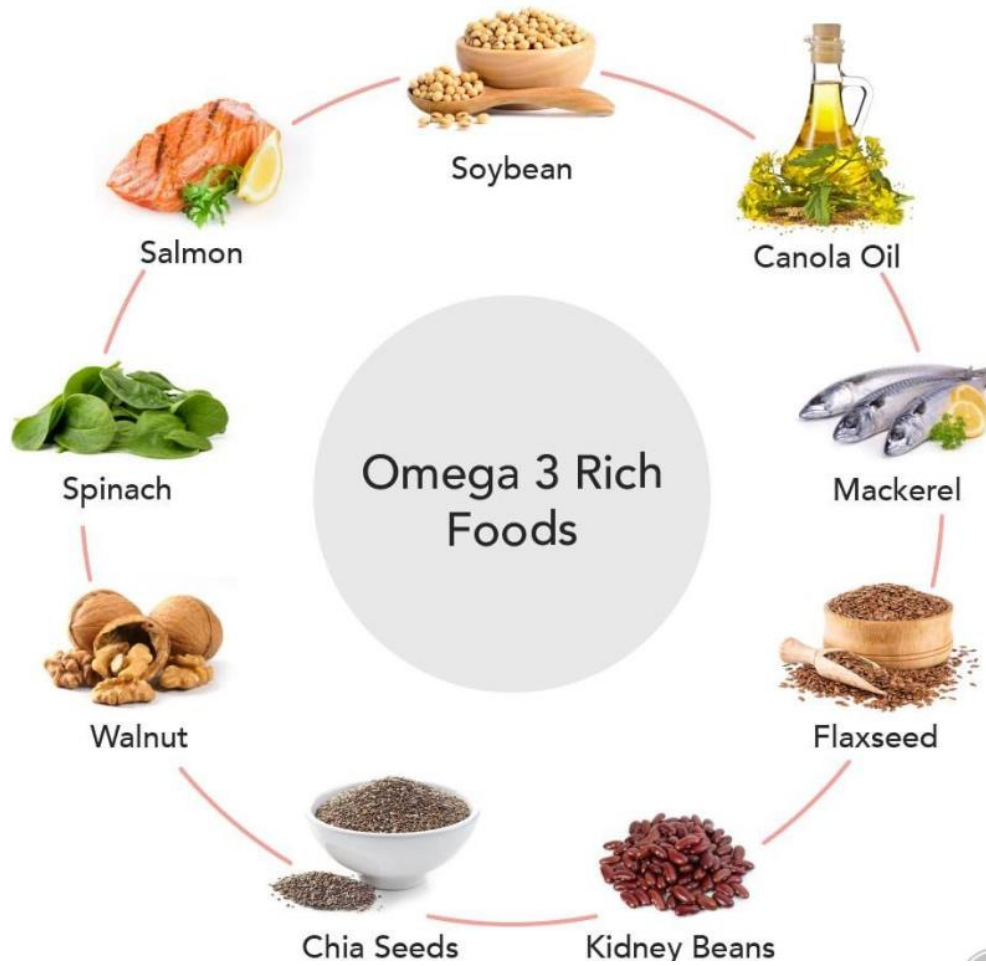 Soybean
Canola Oil
Mackerel
Flaxseed
Kidney Beans
Chia Seeds
Walnut
Spinach
Salmon
Omega 3 Rich
Foods